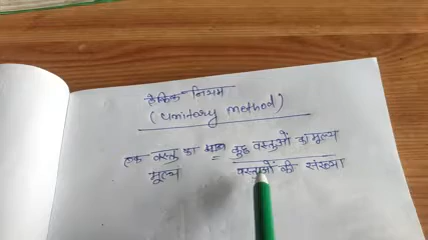 ऐकिक नियम
(Unitary method)
एक वस्तु का मूल्य = कुछ वस्तुओं का मूल्य
वस्तुओं की संख्या